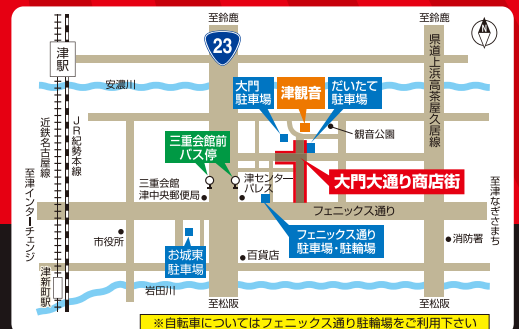 至鈴鹿
至鈴鹿
N
23
津駅
県道上浜高茶屋久居線
安濃川
大門
駐車場
津観音
だいたて
駐車場
観音公園
近鉄名古屋線
JR紀勢本線
三重会館前
バス停
三重会館
津中央郵便局
津センター
パレス
大門大通り商店街
至津インターチェンジ
至津なぎさまち
フェニックス通り
市役所
お城東
駐車場
百貨店
フェニックス通り
駐車場・駐輪場
消防署
津新町駅
岩田川
至松阪
至松阪
※自転車についてはフェニックス通り駐輪場をご利用下さい